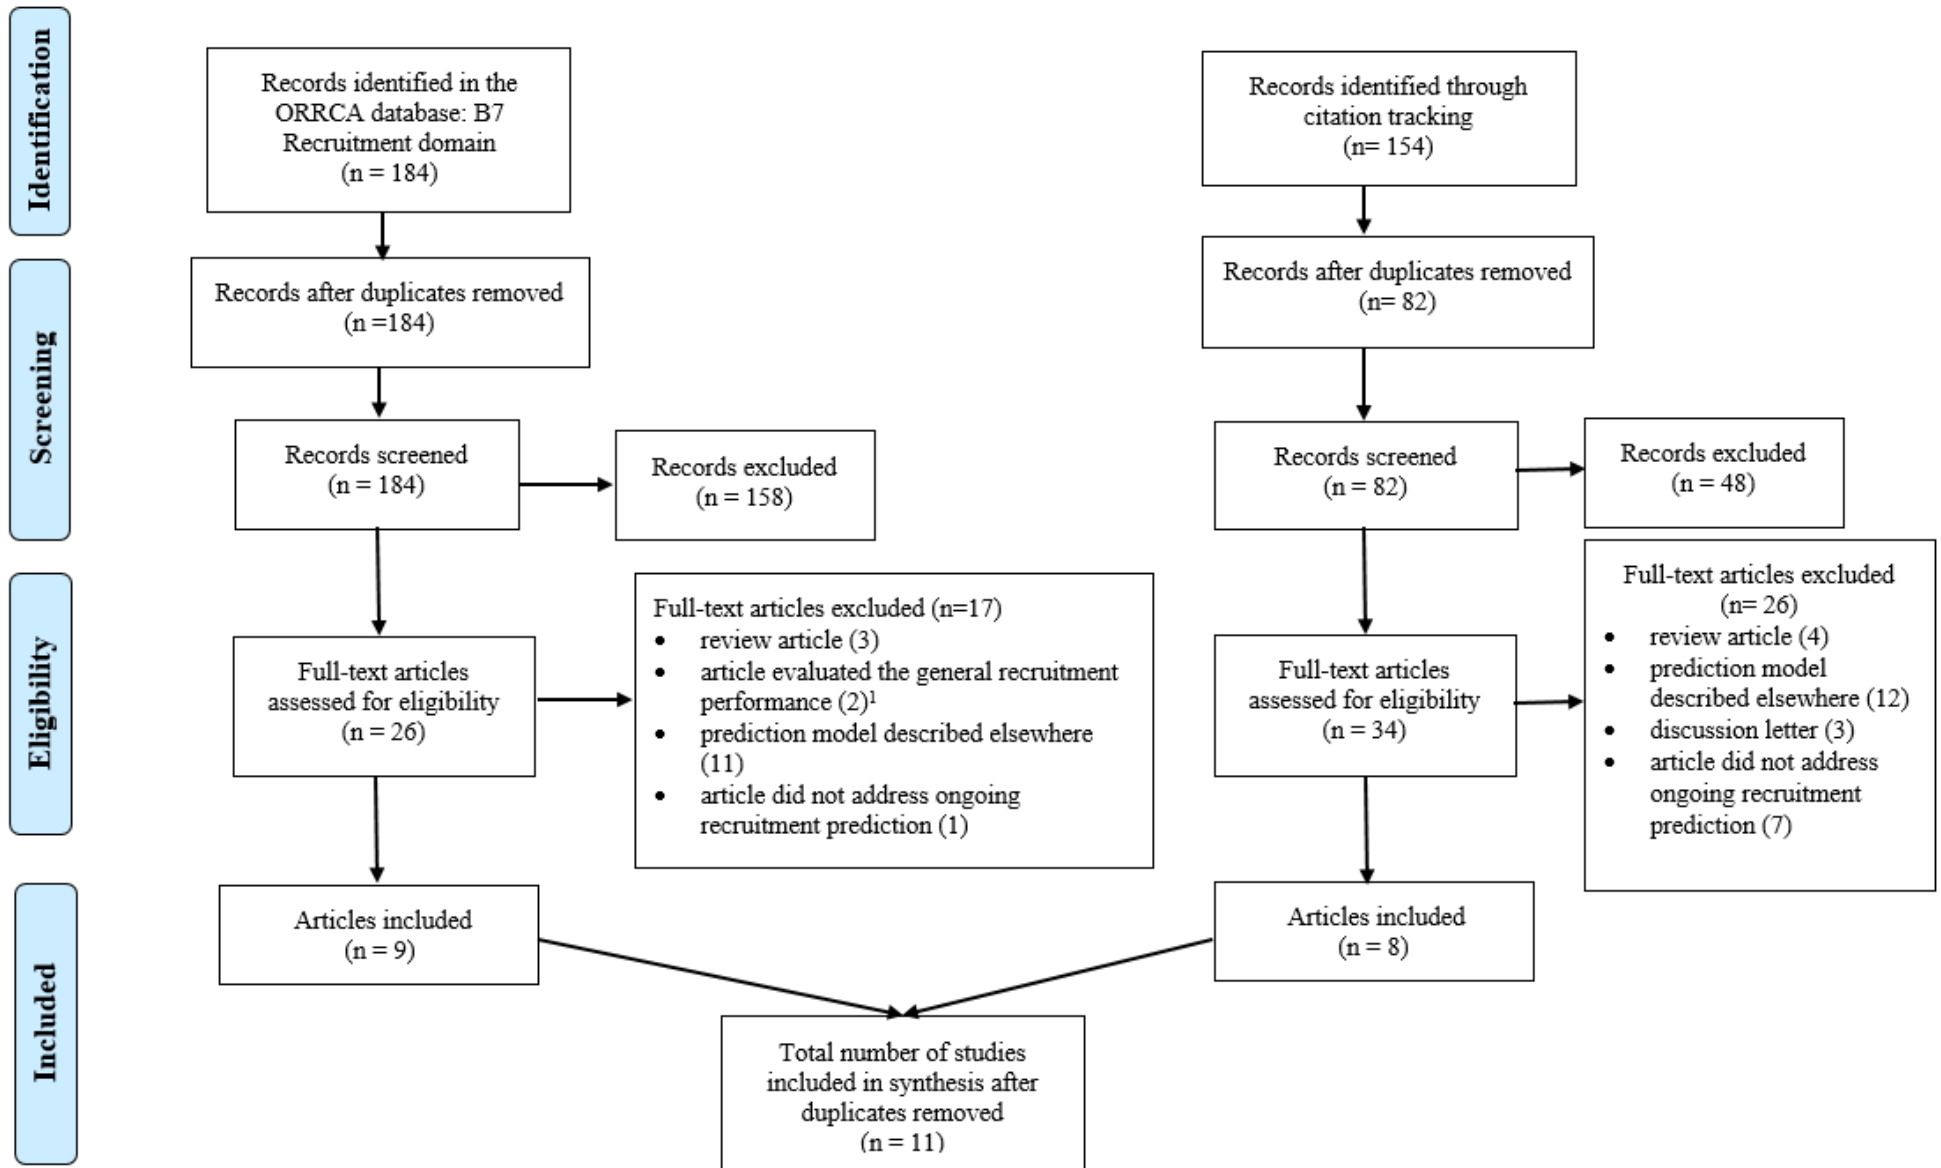 Identification
Records identified in the
ORRCA database: B7
Recruitment domain
(n = 184)
Records identified through
citation tracking
(n= 154)
Screening
Records after duplicates removed
(n =184)
Records after duplicates removed
(n= 82)
Records screened
(n = 184)
Records excluded
(n = 158)
Records screened
(n = 82)
Records excluded
(n = 48)
Eligibility
Full-text articles
assessed for eligibility
(n = 26)
Full-text articles excluded (n=17)
• review article (3)
• article evaluated the general recruitment
performance (2)¹
• prediction model described elsewhere
(11)
• article did not address ongoing
recruitment prediction (1)
Full-text articles
assessed for eligibility
(n = 34)
Full-text articles excluded
(n= 26)
• review article (4)
• prediction model
described elsewhere (12)
• discussion letter (3)
• article did not address
ongoing recruitment
prediction (7)
Included
Articles included
(n = 9)
Articles included
(n = 8)
Total number of studies
included in synthesis after
duplicates removed
(n = 11)